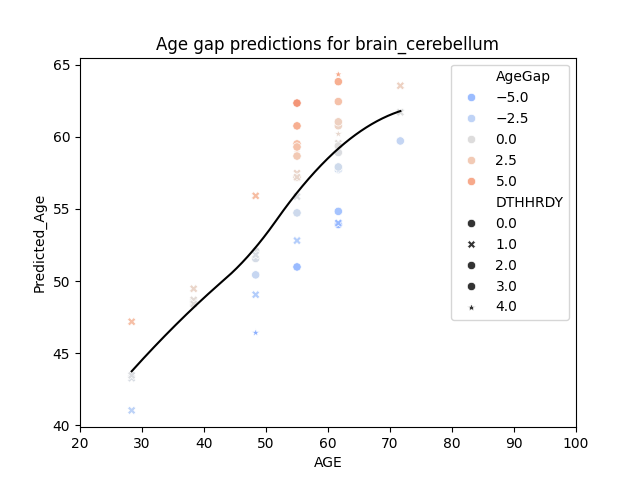 Age gap predictions for brain_cerebellum
65
60
55
50
45
40
Predicted_Age
20 30 40 50 60 70 80 90 100
AGE
AgeGap
−5.0
−2.5
0.0
2.5
5.0
DTHHRDY
0.0
1.0
2.0
3.0
4.0